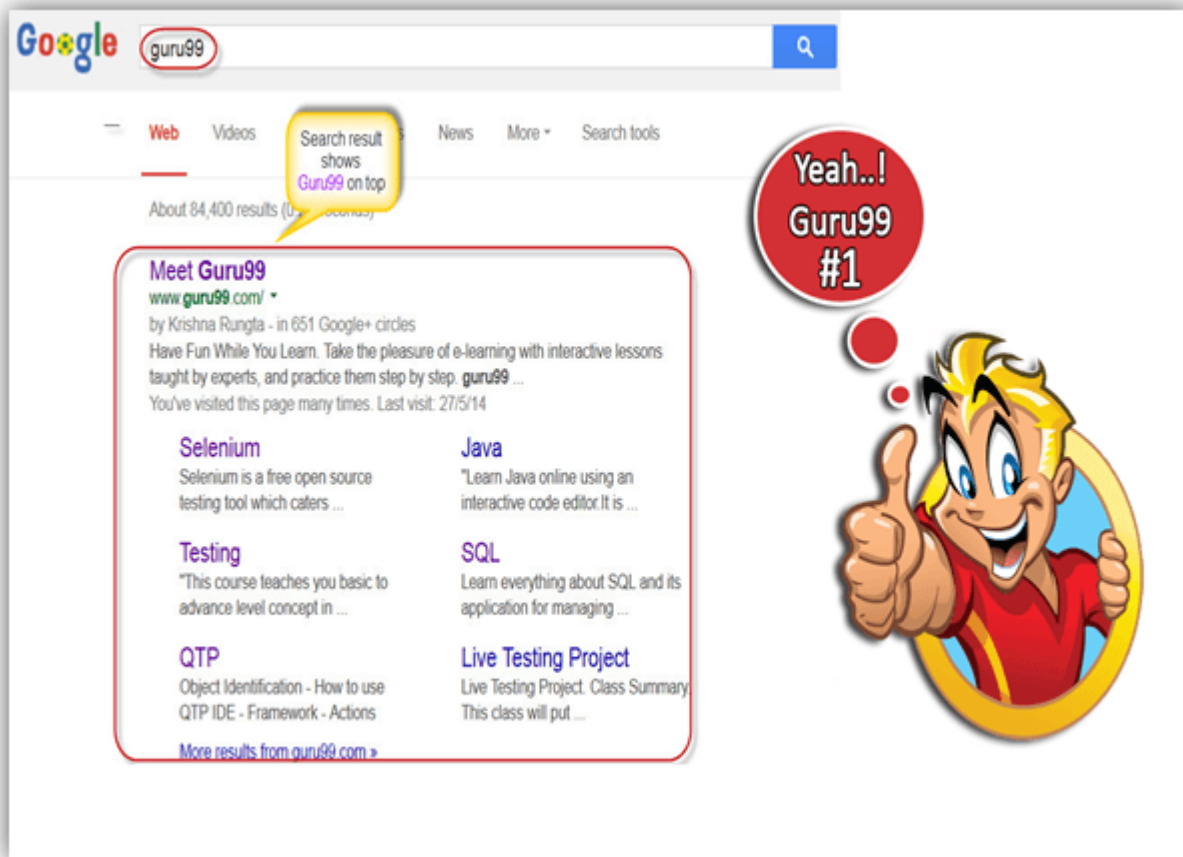 Google
guru99
Web Videos News More Search tools
Search result
shows
Guru99 on top
About 84,400 results (0
Meet Guru99
www.guru99.com/
by Krishna Rungta - in 651 Google+ circles
Have Fun While You Learn. Take the pleasure of e-learning with interactive lessons
taught by experts, and practice them step by step. guru99 ...
You've visited this page many times. Last visit: 27/5/14
Selenium
Selenium is a free open source
testing tool which caters ...
Java
"Learn Java online using an
interactive code editor.It is ...
Testing
"This course teaches you basic to
advance level concept in ...
SQL
Learn everything about SQL and its
application for managing ...
QTP
Object Identification - How to use
QTP IDE - Framework - Actions
Live Testing Project
Live Testing Project. Class Summary.
This class will put ...
More results from guru99.com »
Yeah..!
Guru99
#1